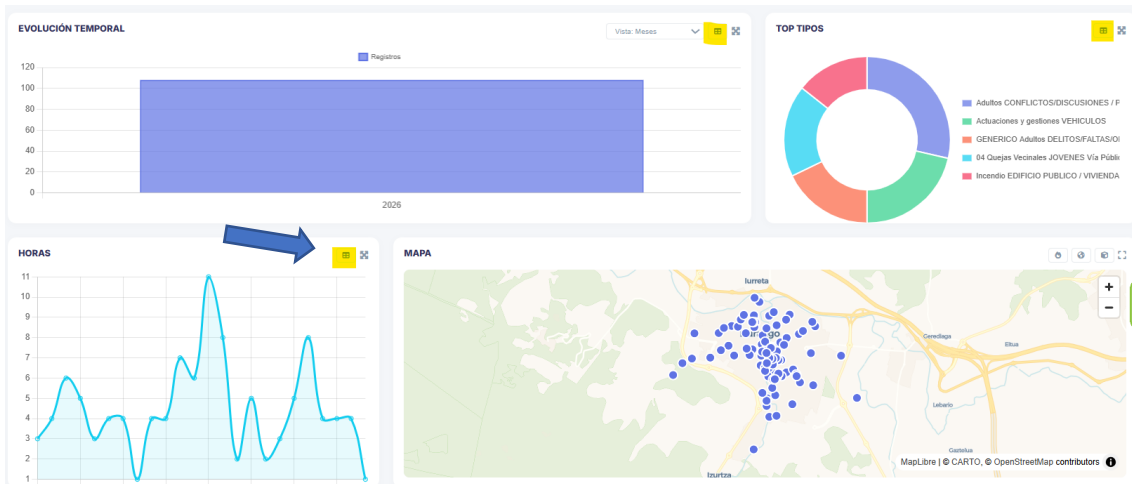 EVOLUCIÓN TEMPORAL
Vista: Meses
Registros
120
100
80
60
40
20
0
2026
TOP TIPOS
Adultos CONFLICTOS/DISCUSIONES / P
Actuaciones y gestiones VEHICULOS
GENERICO Adultos DELITOS/FALTAS/OI
04 Quejas Vecinales JOVENES Vía Públic
Incendio EDIFICIO PUBLICO / VIVIENDA
HORAS
11
10
9
8
7
6
5
4
3
2
1
MAPA
Iurreta
+
−
Cerediaga
Eitua
Lebario
Gaztelua
Izurtza
MapLibre | © CARTO, © OpenStreetMap contributors